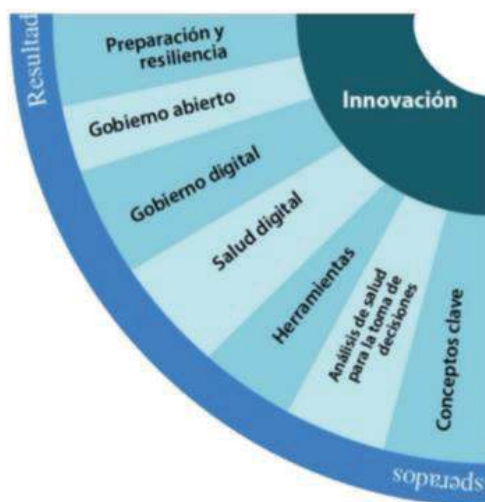 Resultad
Preparación y
resiliencia
Gobierno abierto
Gobierno digital
Salud digital
Herramientas
Análisis de salud
para la toma de
decisiones
Conceptos clave
Innovación
sperados